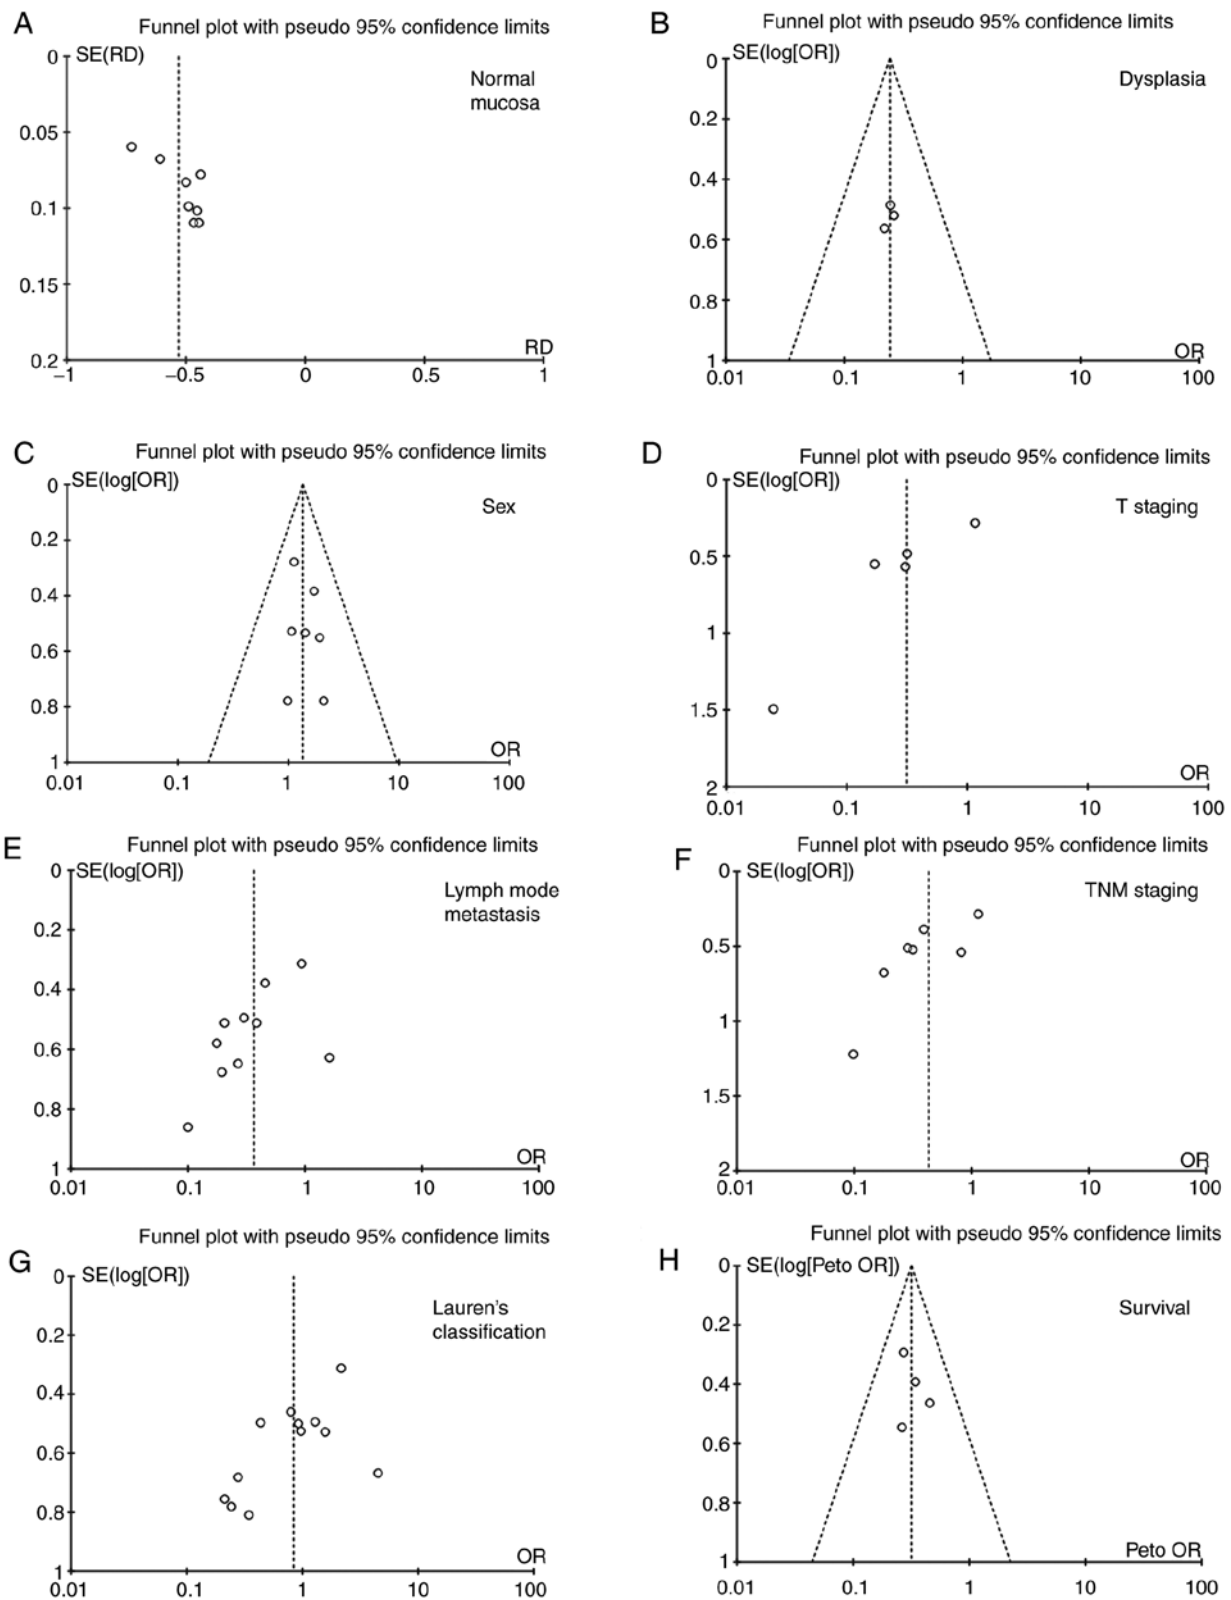 A
Funnel plot with pseudo 95% confidence limits
SE(RD)
Normal
mucosa
0
0.05
0.1
0.15
0.2
RD
−1
−0.5
0
0.5
1
B
Funnel plot with pseudo 95% confidence limits
SE(log[OR])
Dysplasia
0
0.2
0.4
0.6
0.8
1
OR
0.01
0.1
1
10
100
C
Funnel plot with pseudo 95% confidence limits
SE(log[OR])
Sex
0
0.2
0.4
0.6
0.8
1
OR
0.01
0.1
1
10
100
D
Funnel plot with pseudo 95% confidence limits
SE(log[OR])
T staging
0
0.5
1
1.5
2
OR
0.01
0.1
1
10
100
E
Funnel plot with pseudo 95% confidence limits
SE(log[OR])
Lymph mode
metastasis
0
0.2
0.4
0.6
0.8
1
OR
0.01
0.1
1
10
100
F
Funnel plot with pseudo 95% confidence limits
SE(log[OR])
TNM staging
0
0.5
1
1.5
2
OR
0.01
0.1
1
10
100
G
Funnel plot with pseudo 95% confidence limits
SE(log[OR])
Lauren's
classification
0
0.2
0.4
0.6
0.8
1
OR
0.01
0.1
1
10
100
H
Funnel plot with pseudo 95% confidence limits
SE(log[Peto OR])
Survival
0
0.2
0.4
0.6
0.8
1
Peto OR
0.01
0.1
1
10
100